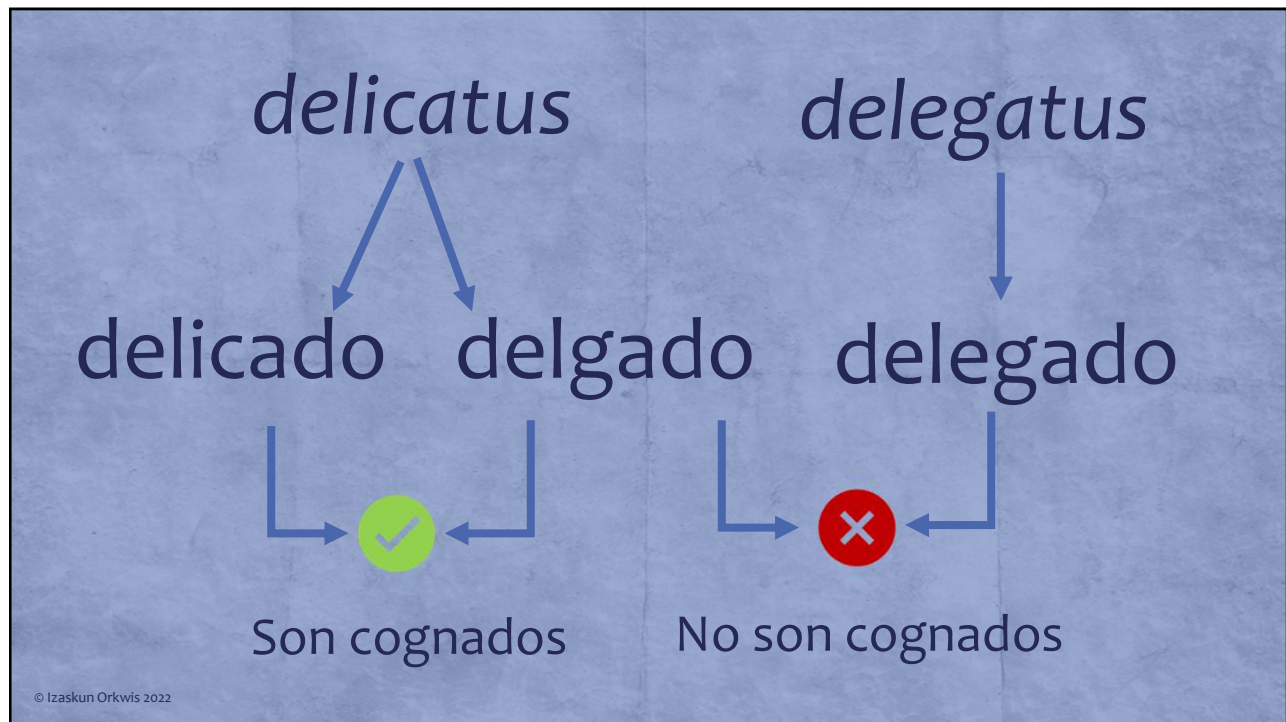 delicatus delegatus
delicado delgado delegado
Son cognados No son cognados
© Izaskun Orkwis 2022